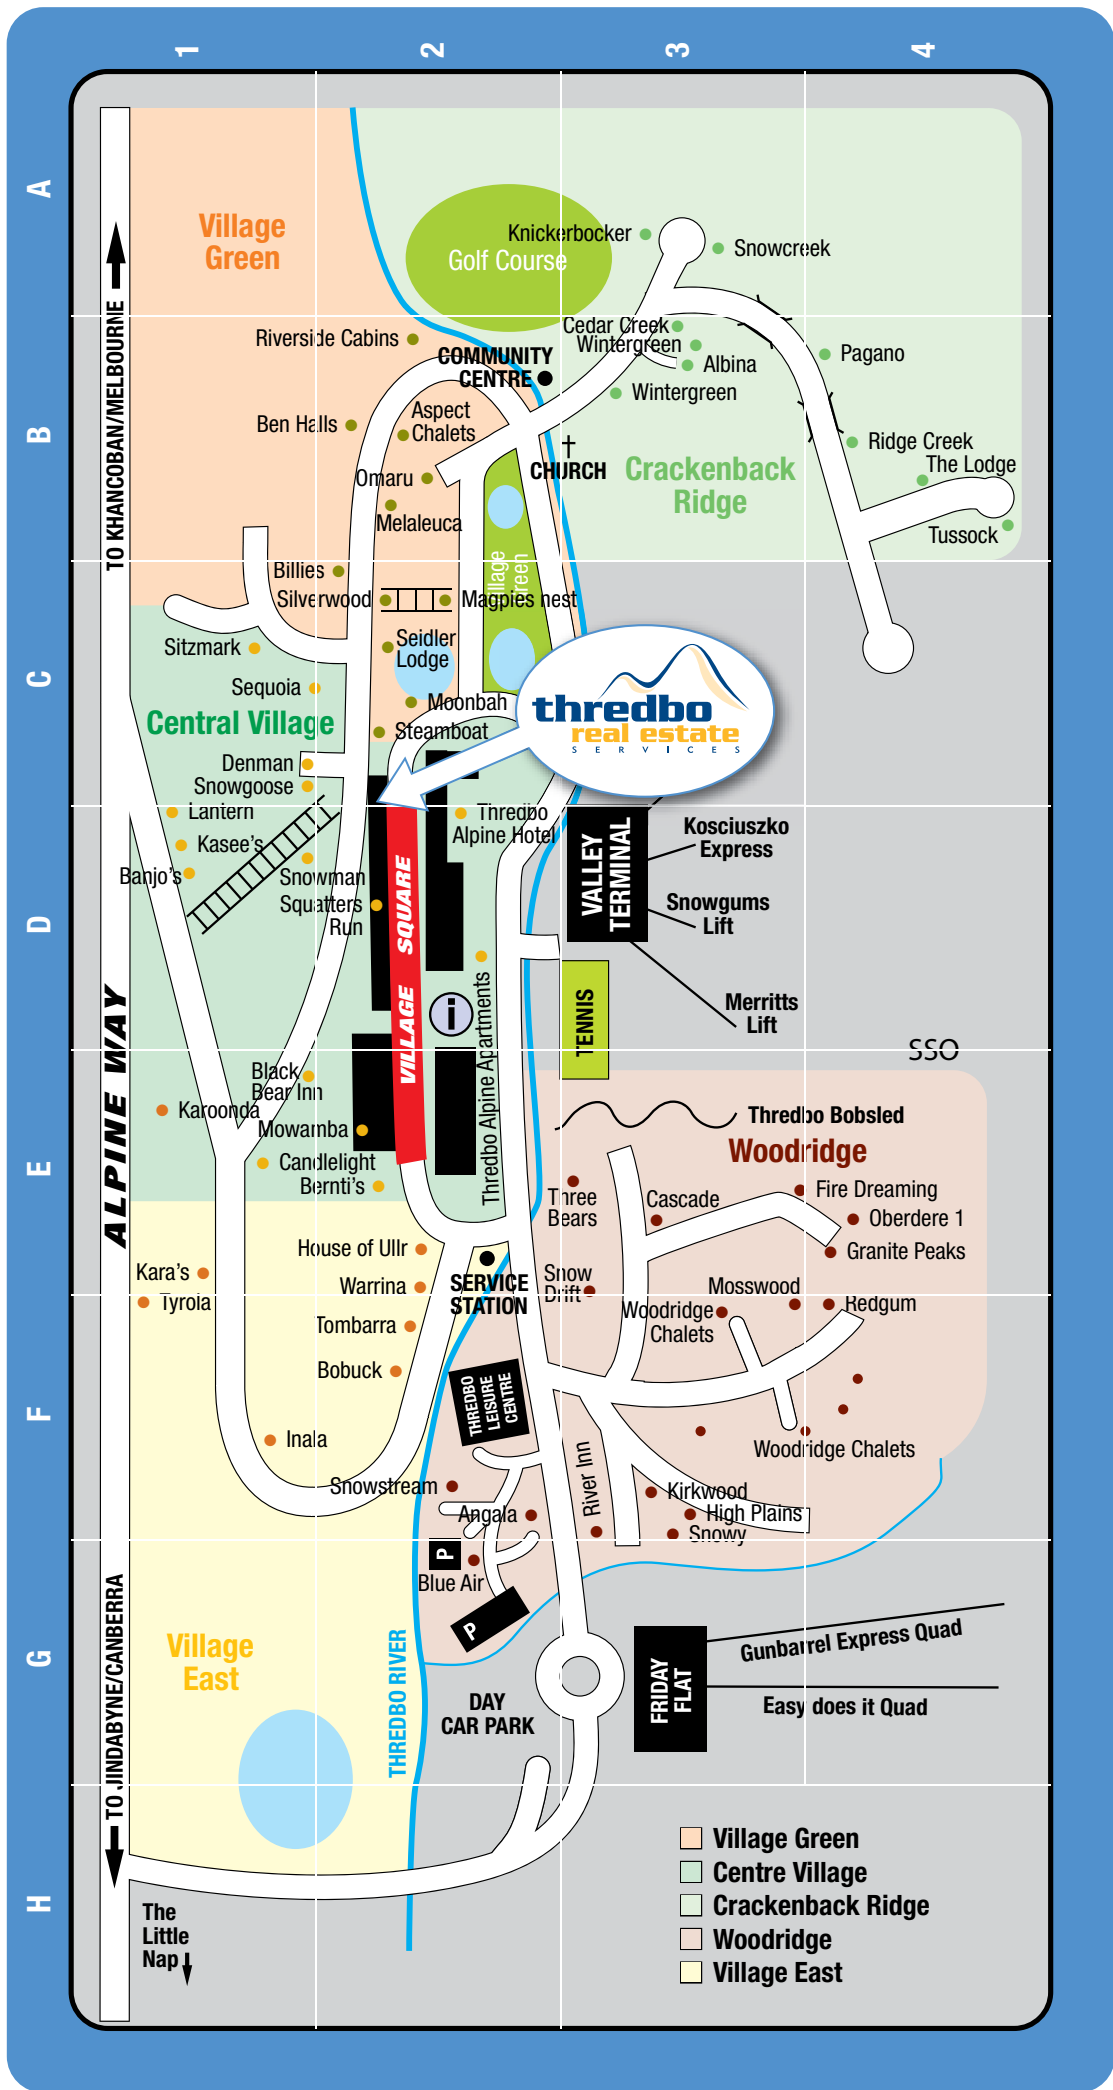 1
2
3
4
A
B
C
D
E
F
G
H
TO KHANCOBAN/MELBOURNE
ALPINE WAY
TO JINDABYNE/CANBERRA
Village
Green
Golf Course
Knickerbocker
Snowcreek
Riverside Cabins
COMMUNITY
CENTRE
Cedar Creek
Wintergreen
Albina
Wintergreen
Pagano
Ben Halls
Aspect
Chalets
Omaru
Melaleuca
CHURCH
Crackenback
Ridge
Ridge Creek
The Lodge
Tussock
Billies
Silverwood
Magpies nest
Village
Green
Sitzmark
Seidler
Lodge
Sequoia
Moonbah
Central Village
Steamboat
thredbo
real estate
SERVICES
Denman
Snowgoose
Lantern
Kasee's
Banjo's
Snowman
Squatters
Run
Thredbo
Alpine Hotel
VILLAGE SQUARE
i
Thredbo Alpine Apartments
VALLEY
TERMINAL
Kosciuszko
Express
Snowgums
Lift
Merritts
Lift
TENNIS
SSO
Black
Bear Inn
Karoonda
Mowamba
Candlelight
Bernti's
Thredbo Bobsled
Woodridge
Three
Bears
Cascade
Fire Dreaming
Oberdere 1
Granite Peaks
House of Ullr
Kara's
Warrina
Tyrola
SERVICE
STATION
Snow
Drift
Mosswood
Woodridge
Chalets
Redgum
Tombarra
Bobuck
THREDBO
LEISURE
CENTRE
Inala
Woodridge Chalets
Snowstream
Angala
River Inn
Kirkwood
High Plains
Snowy
P
Blue Air
P
Village
East
THREDBO RIVER
DAY
CAR PARK
FRIDAY
FLAT
Gunbarrel Express Quad
Easy does it Quad
The
Little
Nap
Village Green
Centre Village
Crackenback Ridge
Woodridge
Village East